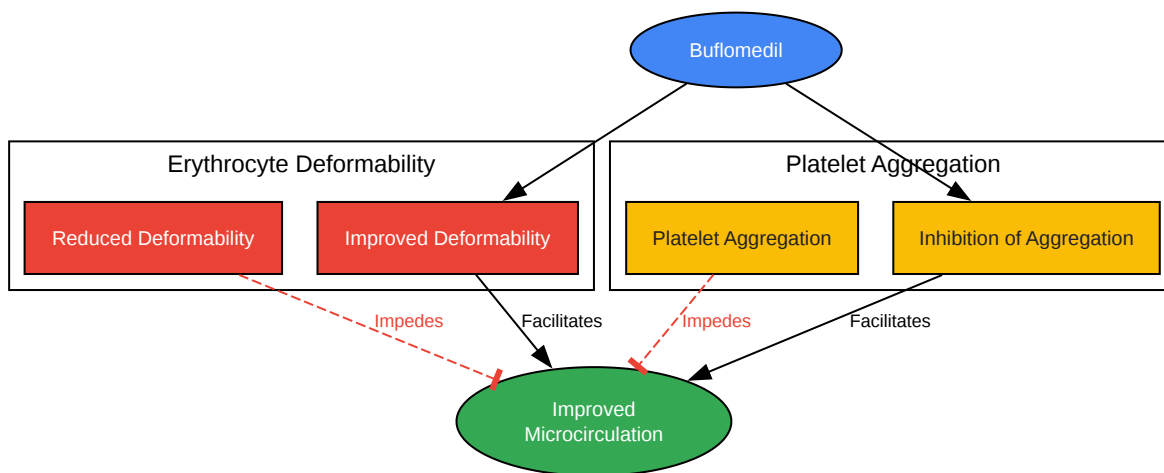 Buflomedil
Erythrocyte Deformability
Platelet Aggregation
Reduced Deformability
Improved Deformability
Platelet Aggregation
Inhibition of Aggregation
Impedes
Facilitates
Impedes
Facilitates
Improved
Microcirculation